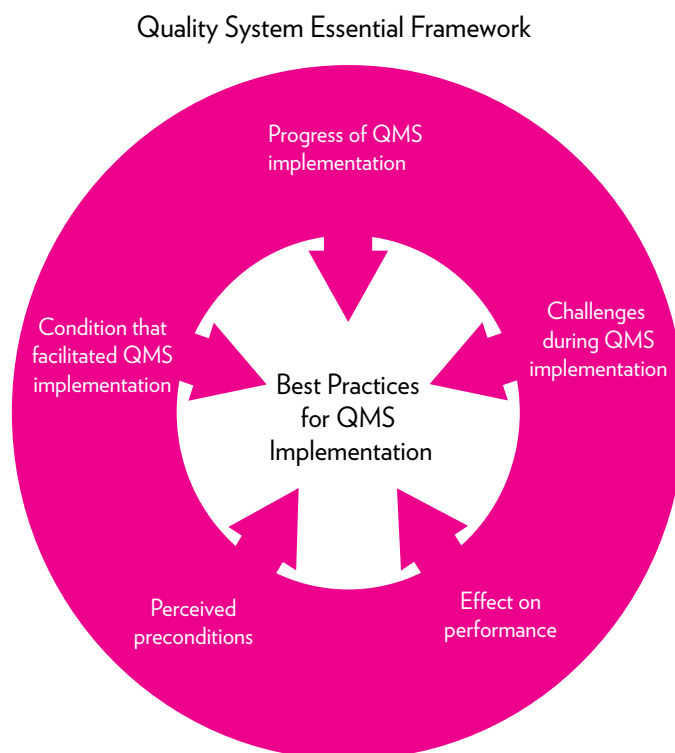 Quality System Essential Framework
Progress of QMS
implementation
Condition that
facilitated QMS
implementation
Challenges
during QMS
implementation
Best Practices
for QMS
Implementation
Perceived
preconditions
Effect on
performance